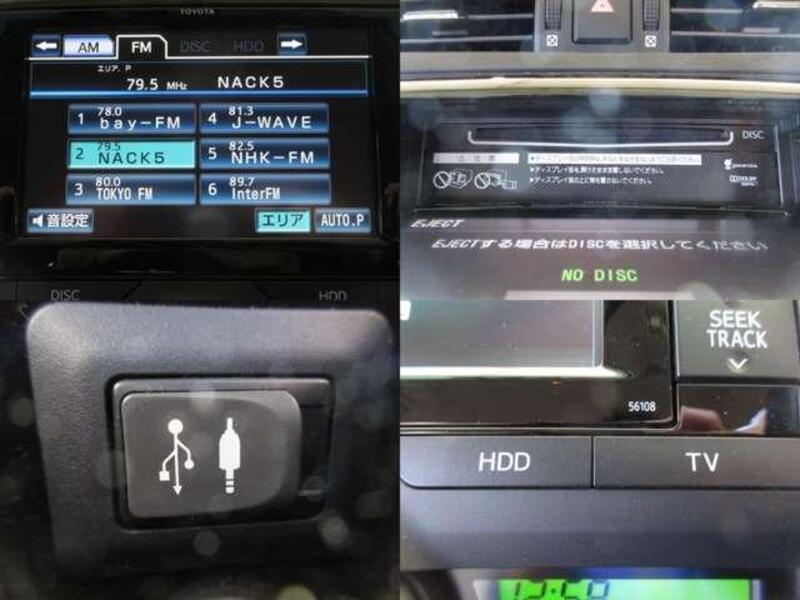 TOYOTA
AM FM DISC HDD
エリア.P
79.5 MHz NACK5
78.0
1 bay-FM
81.3
4 J-WAVE
79.5
2 NACK5
82.5
5 NHK-FM
80.0
3 TOKYO FM
89.7
6 InterFM
音設定 エリア AUTO.P
DISC HDD
DISC
EJECT
EJECTする場合はDISCを選択してください
NO DISC
SEEK
TRACK
56108
HDD TV